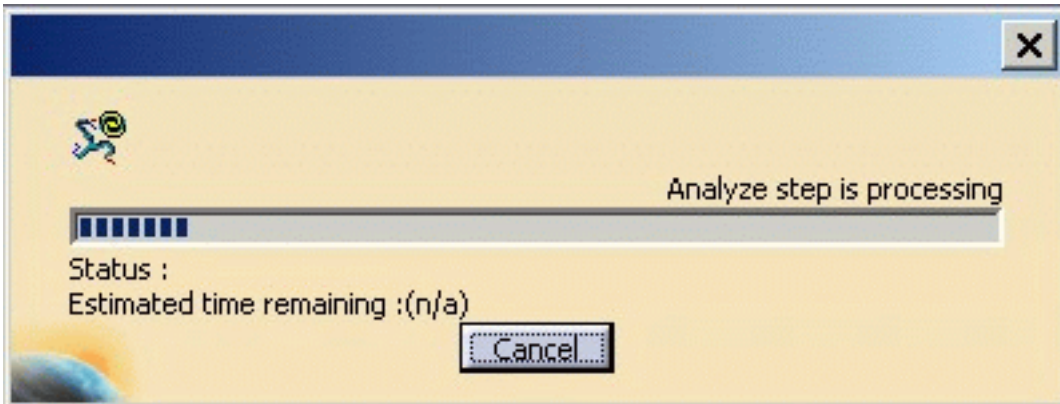 Analyze step is processing
Status :
Estimated time remaining :(n/a)
Cancel